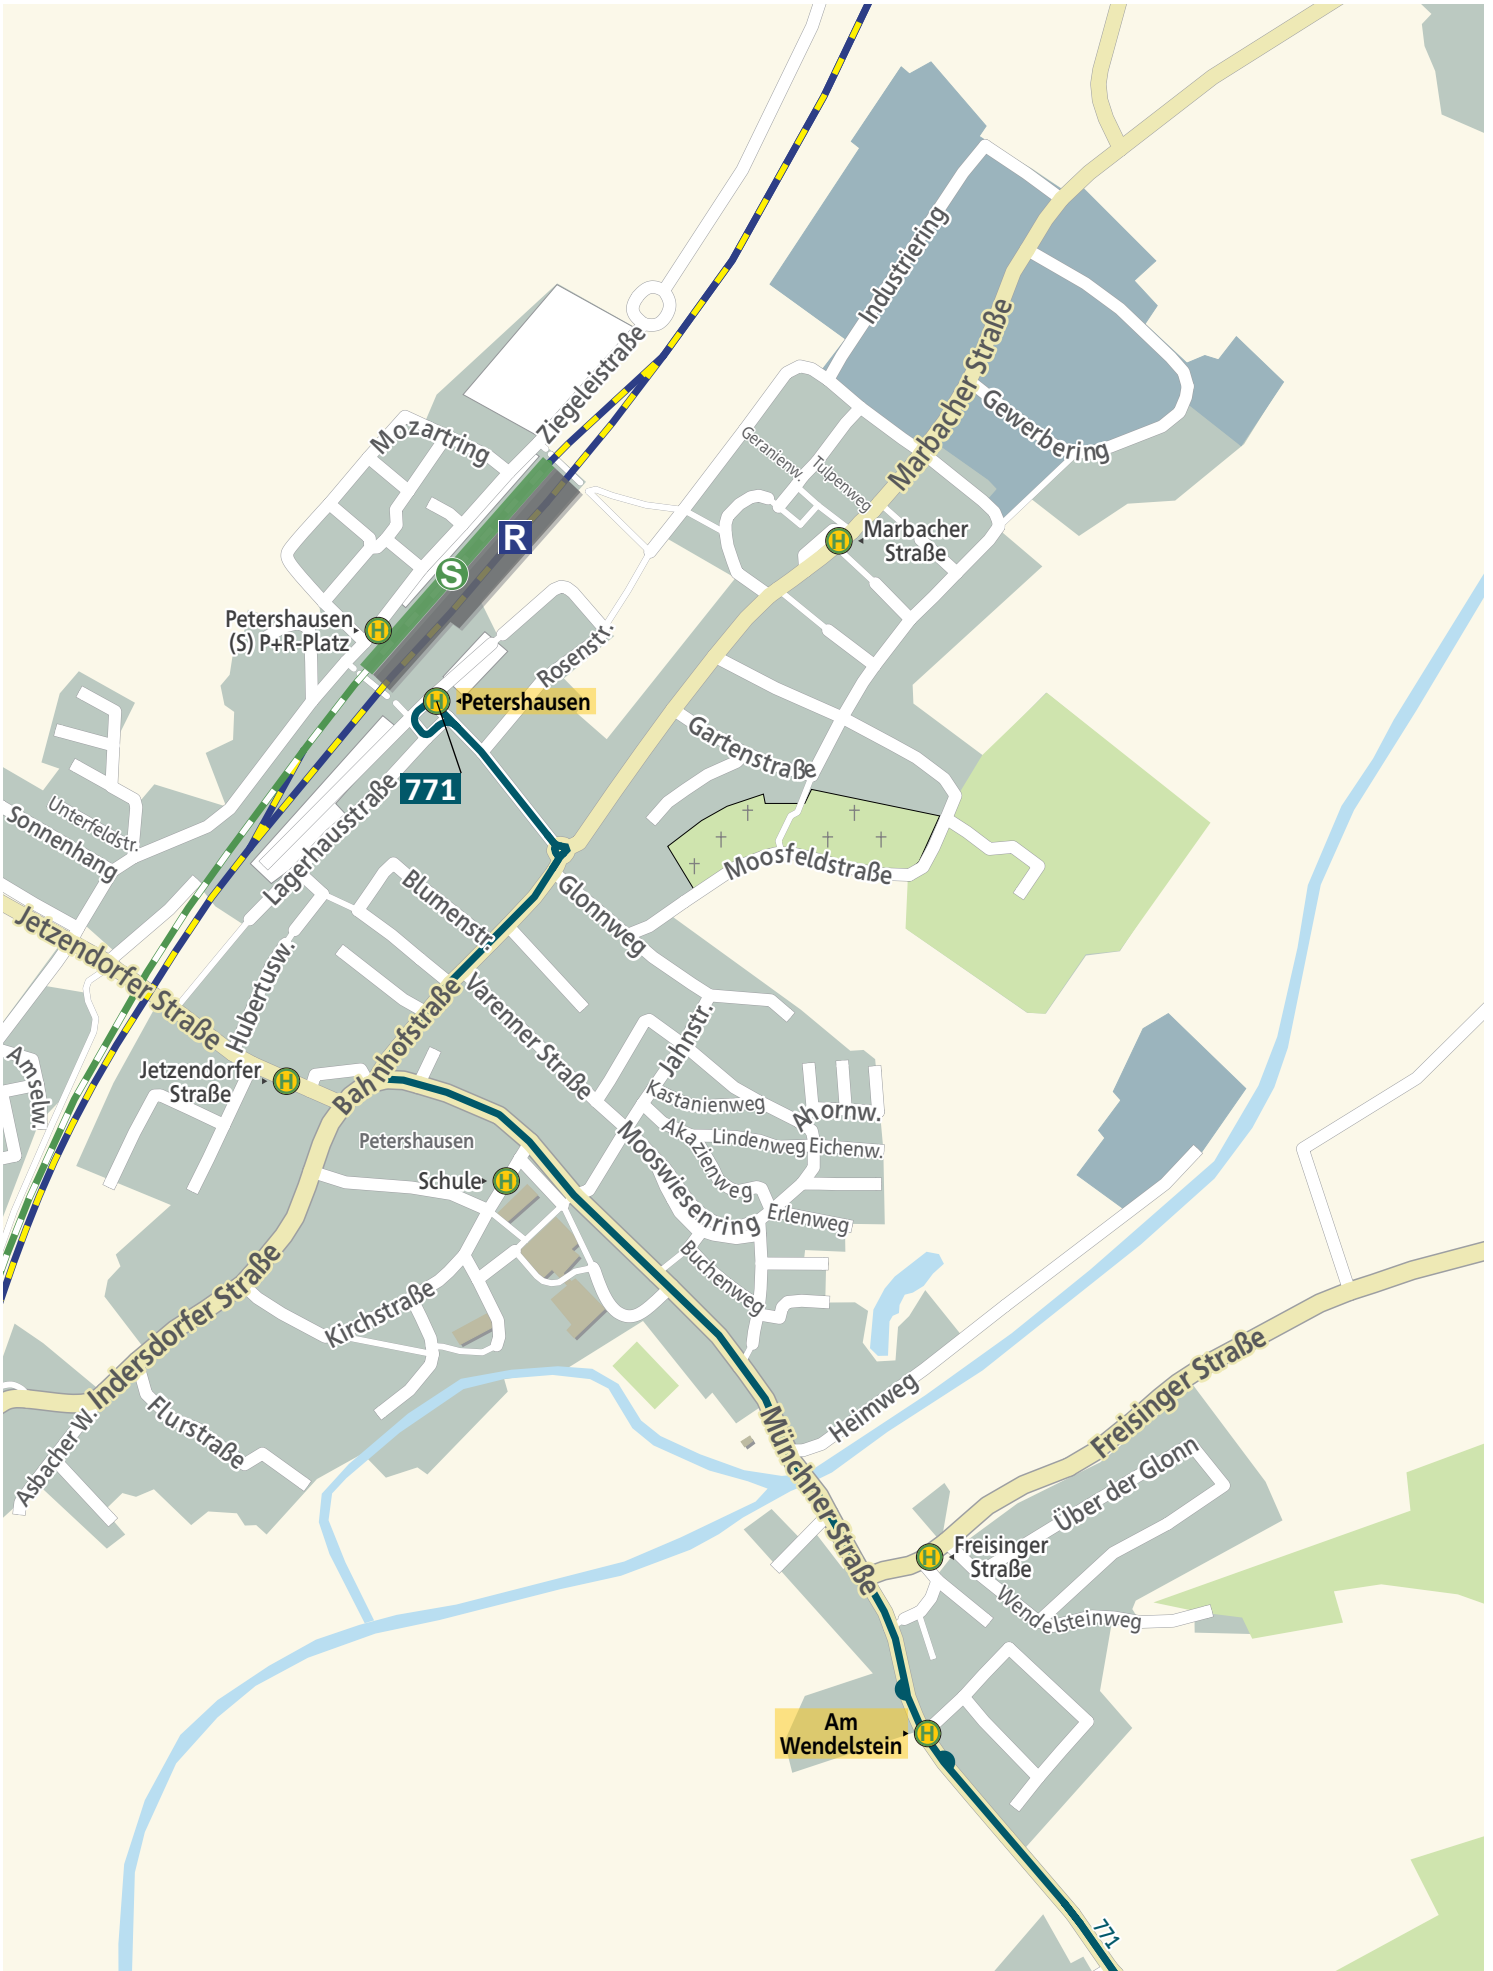 Industriering
Marbacher Straße
Ziegeleistraße
Mozartring
Gewerbering
Geranienw.
Tulpenweg
R
S
H
Marbacher
Straße
Petershausen
(S) P+R-Platz
H
Rosenstr.
H
Petershausen
Gartenstraße
771
Unterfeldstr.
Sonnenhang
Lagerhausstraße
Moosfeldstraße
Blumenstr.
Glonnweg
Jetzendorfer Straße
Hubertusw.
Bahnhofstraße
Varenner Straße
Jahnstr.
Amselw.
Jetzendorfer
Straße
H
Kastanienweg
Ahornw.
Akazienweg
Lindenweg
Eichenw.
Petershausen
Mooswiesenring
Schule
H
Erlenweg
Buchenweg
Indersdorfer Straße
Kirchstraße
Heimweg
Freisinger Straße
Flurstraße
Asbacher W.
Münchner Straße
Über der Glonn
H
Freisinger
Straße
Wendelsteinweg
Am
Wendelstein
H
771